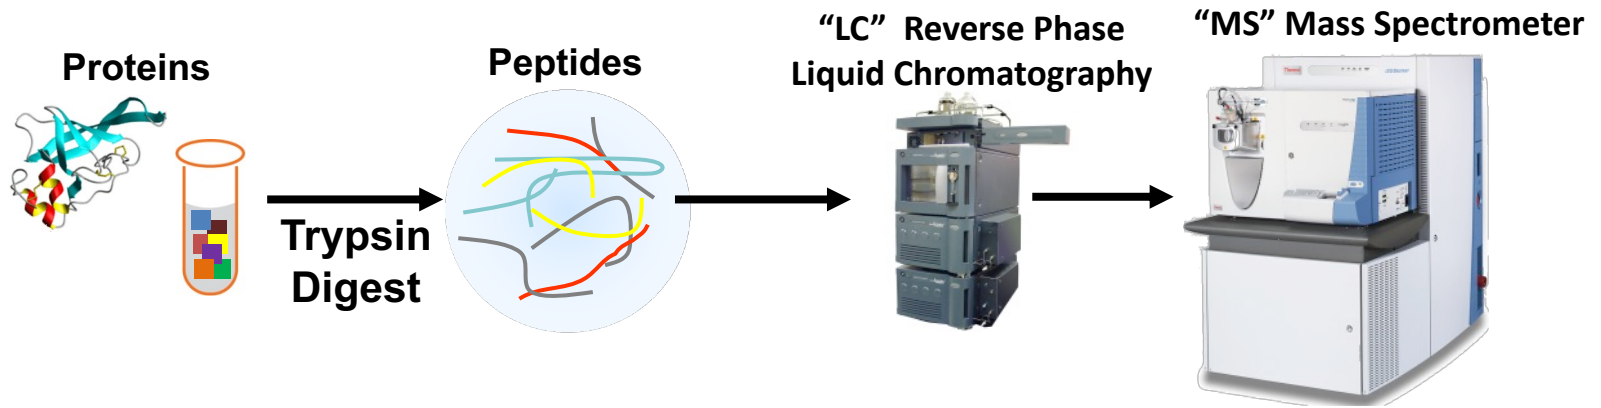 Proteins
Trypsin
Digest
Peptides
“LC” Reverse Phase
Liquid Chromatography
“MS” Mass Spectrometer